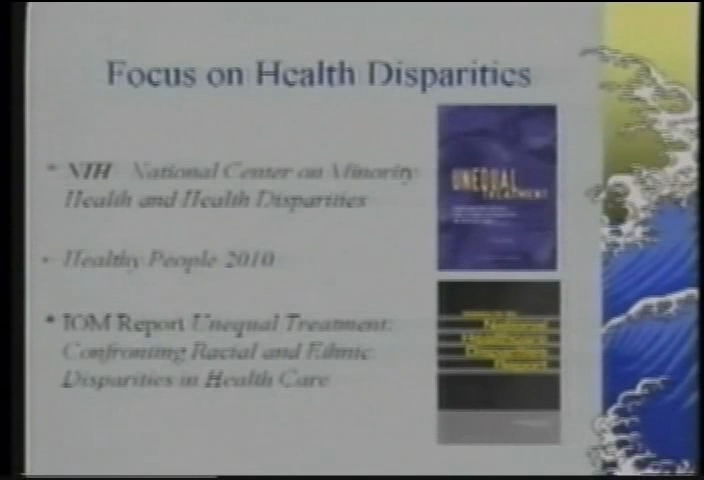 Focus on Health Disparities
* NIH National Center on Minority
Health and Health Disparities
• Healthy People 2010
• IOM Report Unequal Treatment:
Confronting Racial and Ethnic
Disparities in Health Care
UNEQUAL
TREATMENT